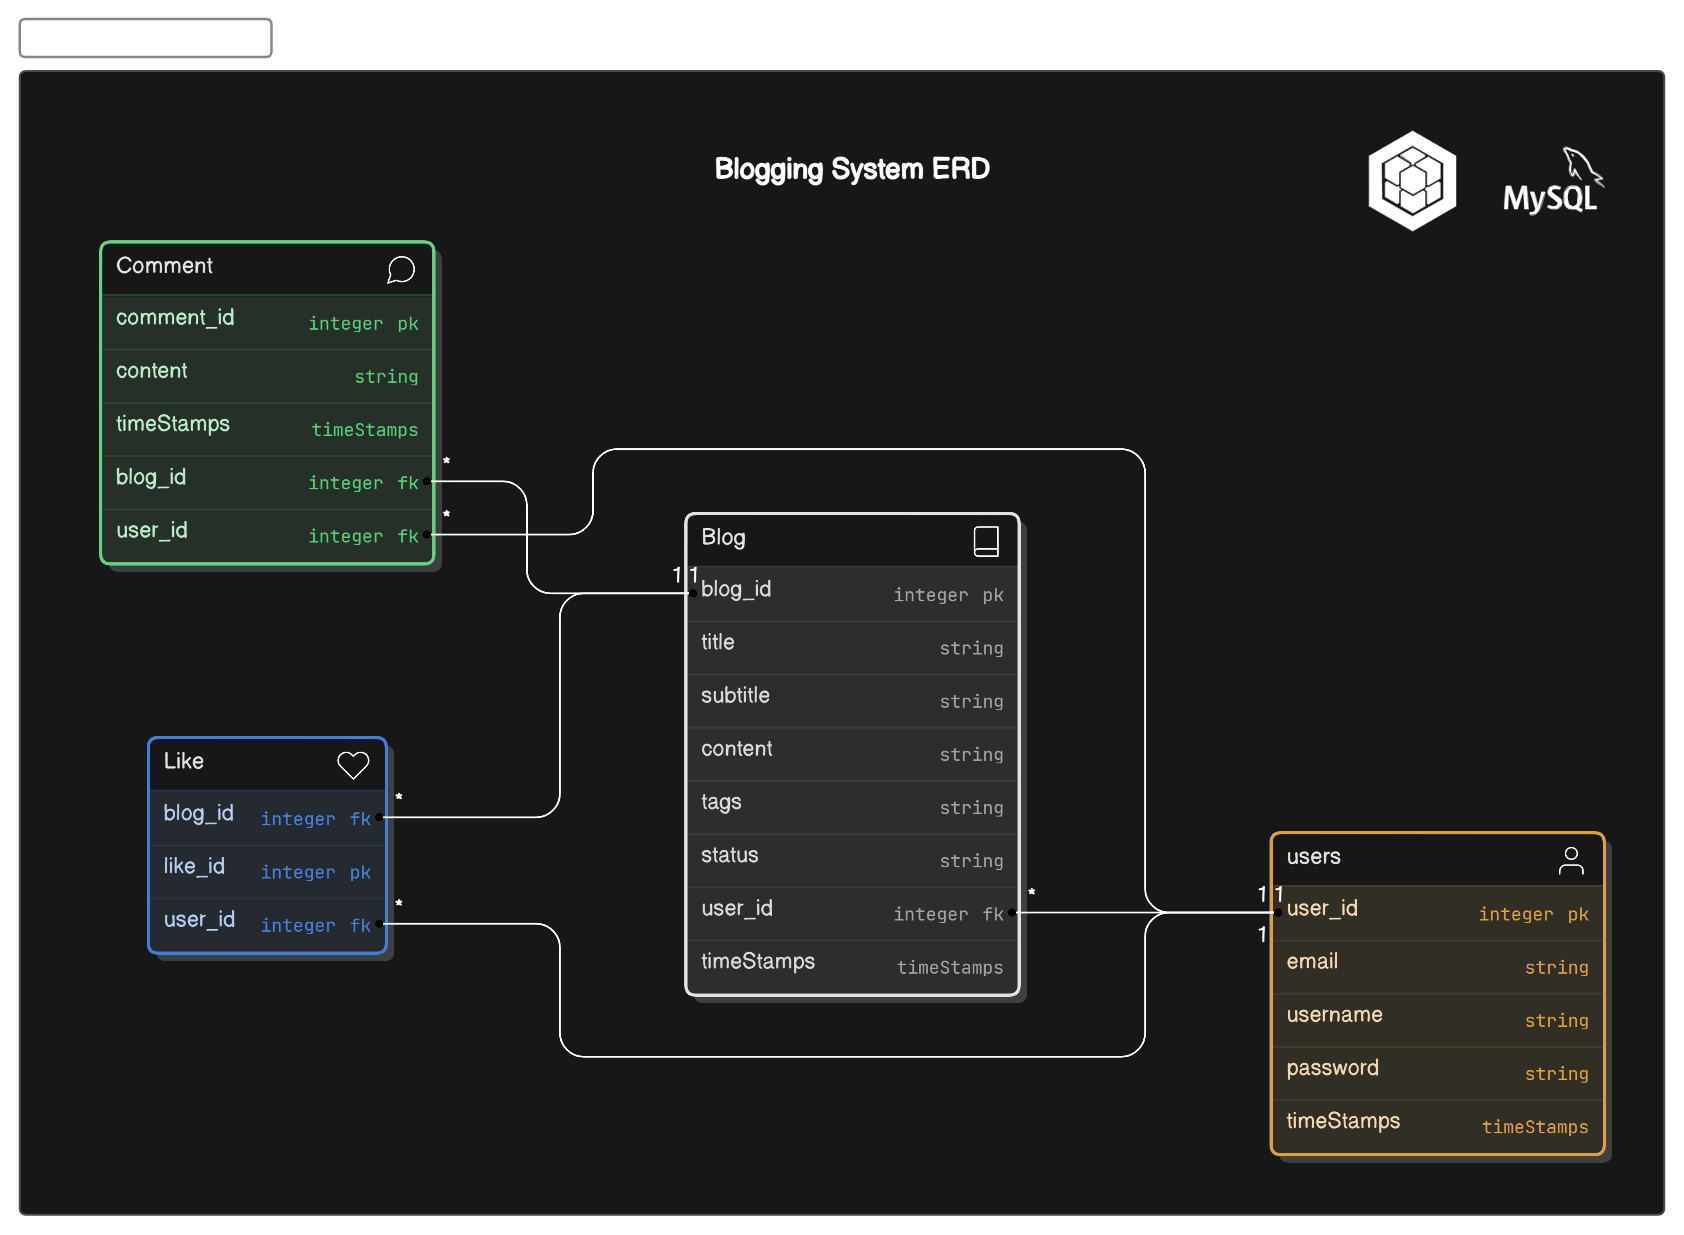 Blogging System ERD
MySQL
Comment
comment_id integer pk
content string
timeStamps timeStamps
blog_id integer fk *
user_id integer fk *
Blog
1 1
blog_id integer pk
title string
subtitle string
content string
tags string
status string
user_id integer fk *
timeStamps timeStamps
Like
blog_id integer fk *
like_id integer pk
user_id integer fk *
users
1 1
user_id integer pk
1
email string
username string
password string
timeStamps timeStamps